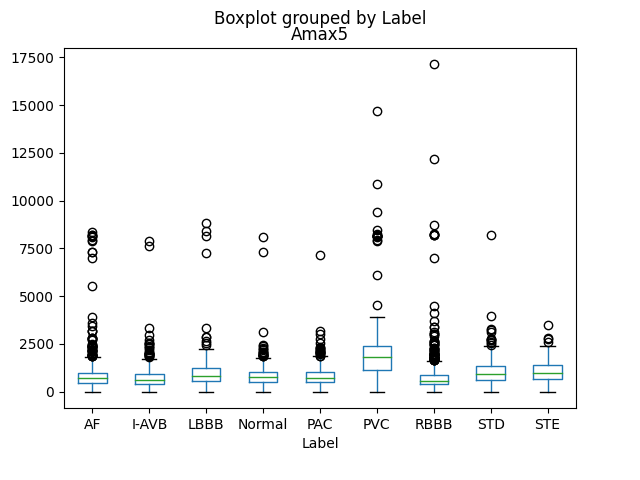 Boxplot grouped by Label
Amax5
17500
15000
12500
10000
7500
5000
2500
0
AF I-AVB LBBB Normal PAC PVC RBBB STD STE
Label